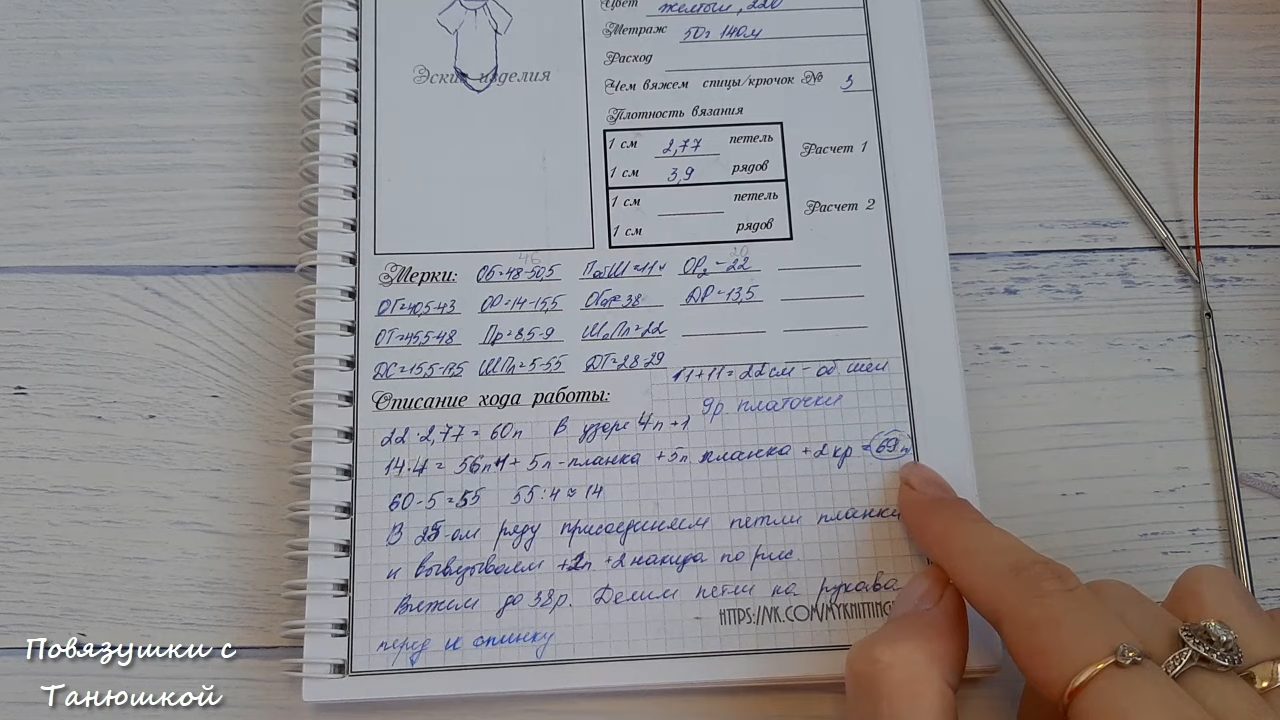 Эскиз изделия
Цвет желтый, 220
Метраж 50г 140м
Расход
Чем вяжем спицы/крючок № 3
Плотность вязания
1 см 2,77 петель
1 см 3,9 рядов
Расчет 1
1 см петель
1 см рядов
Расчет 2
46
20
Мерки: ОГ=48-50,5 ОР2=22
ОТ=40,5-43 ОР=14-15,5 ДР=13,5
ОТ=45,5-48 Пр=8,5-9 ШоПл=22
ДС=15,5-17,5 ШПл=5-5,5 ДТ=28-29
11+11=22см - об. шеи
9р. платочки
Описание хода работы:
22·2,77=60п В узоре 4п+1
14·4=56п+1+5п-планка+5п планка+2кр=69п
60-5=55 55:4≈14
В 25-ом ряду присоединяем петли планки
и вывязываем +2п +2 накида по рис.
Вяжем до 38р. Делим петли на рукава
перед и спинку
HTTPS://VK.COM/MYKNITTING
Повязушки с
Танюшкой